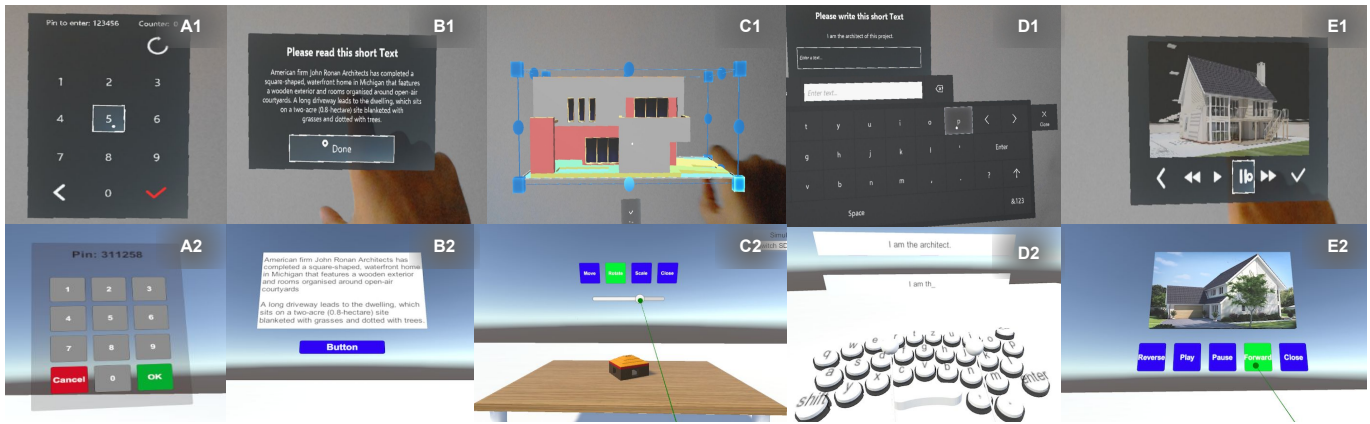 Pin to enter: 123456 Counter: 0
A1
1 2 3
4 5 6
7 8 9
0
B1
Please read this short Text
American firm John Ronan Architects has completed a
square-shaped, waterfront home in Michigan that features
a wooden exterior and rooms organised around open-air
courtyards. A long driveway leads to the dwelling, which sits
on a two-acre (0.8-hectare) site blanketed with
grasses and dotted with trees.
Done
C1
D1
Please write this short Text
I am the architect of this project.
Enter a text...
Enter text...
Close
t y u i o p
g h j k l ' Enter
v b n m , . ?
Space &123
E1
A2
Pin: 311258
1 2 3
4 5 6
7 8 9
Cancel 0 OK
B2
American firm John Ronan Architects has
completed a square-shaped, waterfront home
in Michigan that features a wooden exterior
and rooms organised around open-air
courtyards
A long driveway leads to the dwelling, which
sits on a two-acre (0.8-hectare) site
blanketed with grasses and dotted with trees.
Button
C2
Move Rotate Scale Close
D2
I am the architect.
I am th_
q w e r t z u i o p
a s d f g h j k l
shift y x c v b n m enter
E2
Reverse Play Pause Forward Close